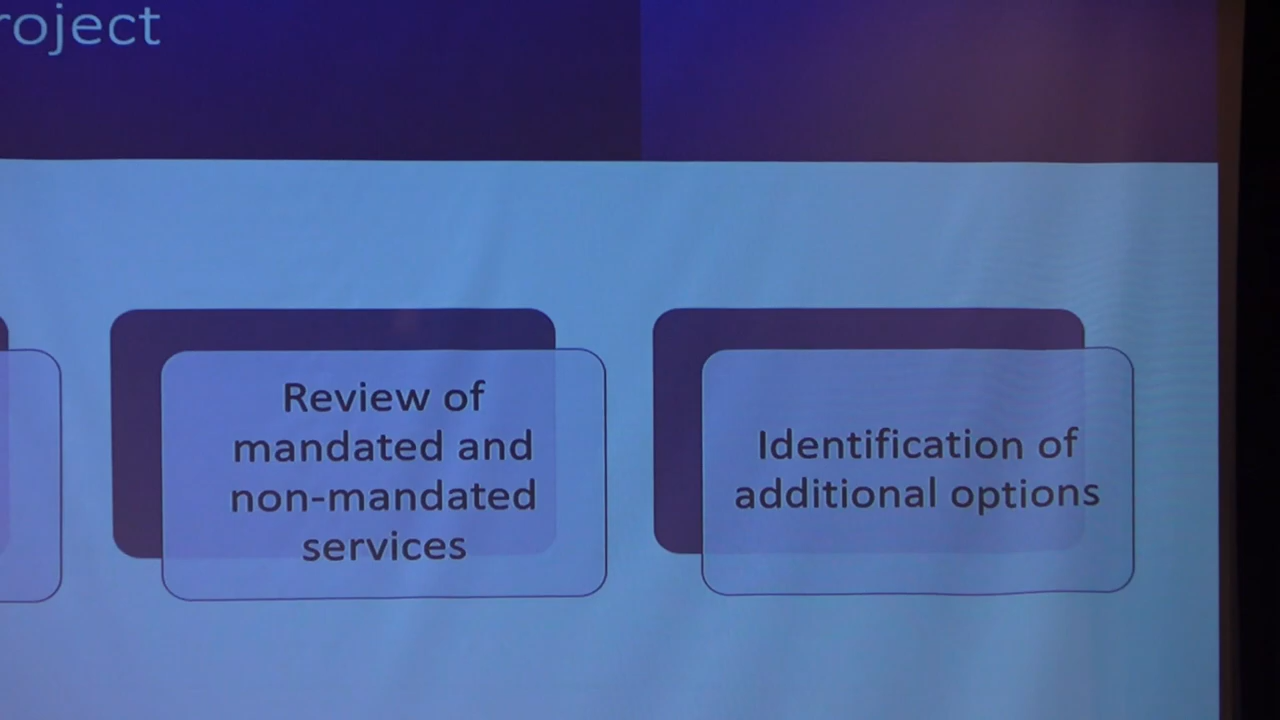 roject
Review of
mandated and
non-mandated
services
Identification of
additional options